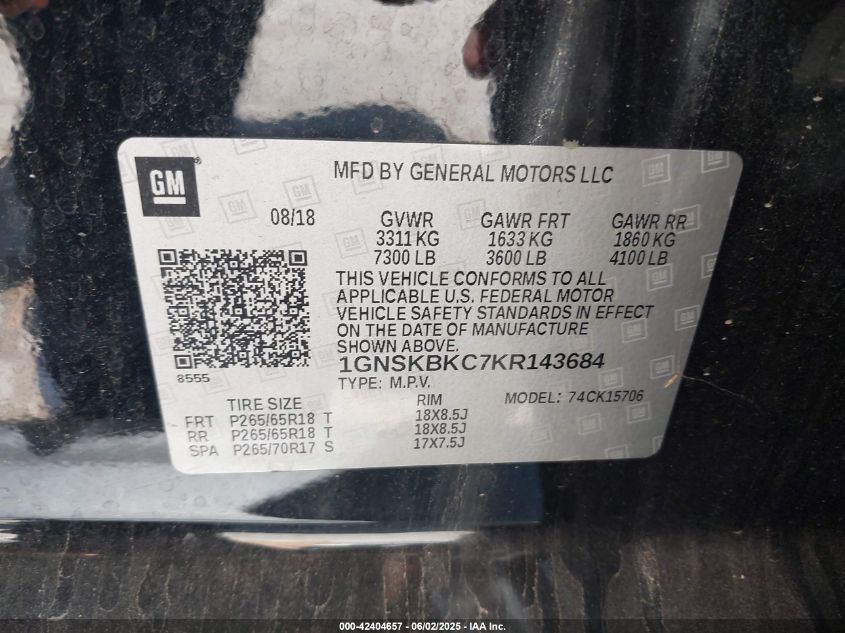 GM
MFD BY GENERAL MOTORS LLC
08/18
GVWR GAWR FRT GAWR RR
3311 KG 1633 KG 1860 KG
7300 LB 3600 LB 4100 LB
THIS VEHICLE CONFORMS TO ALL
APPLICABLE U.S. FEDERAL MOTOR
VEHICLE SAFETY STANDARDS IN EFFECT
ON THE DATE OF MANUFACTURE
SHOWN ABOVE.
8555
1GNSKBKC7KR143684
TYPE: M.P.V. MODEL: 74CK15706
TIRE SIZE RIM
FRT P265/65R18 T 18X8.5J
RR P265/65R18 T 18X8.5J
SPA P265/70R17 S 17X7.5J
000-42404657 - 06/02/2025 - IAA Inc.